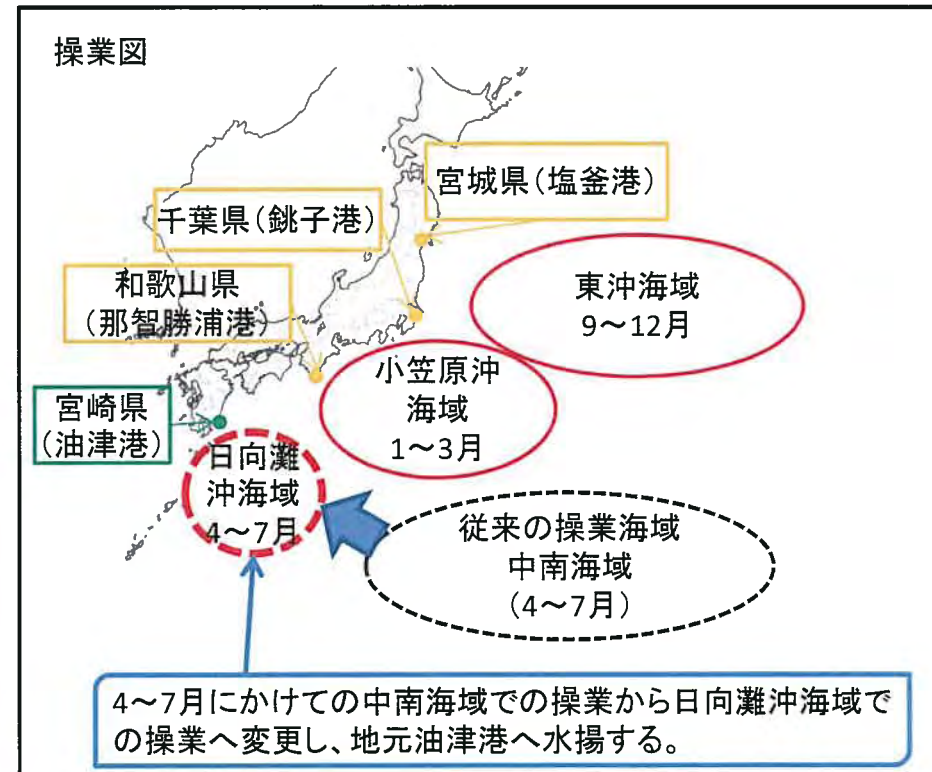 操業図
宮城県(塩釜港)
千葉県(銚子港)
和歌山県
(那智勝浦港)
東沖海域
9～12月
小笠原沖
海域
1～3月
宮崎県
(油津港)
日向灘
沖海域
4～7月
従来の操業海域
中南海域
(4～7月)
4～7月にかけての中南海域での操業から日向灘沖海域で
の操業へ変更し、地元油津港へ水揚する。